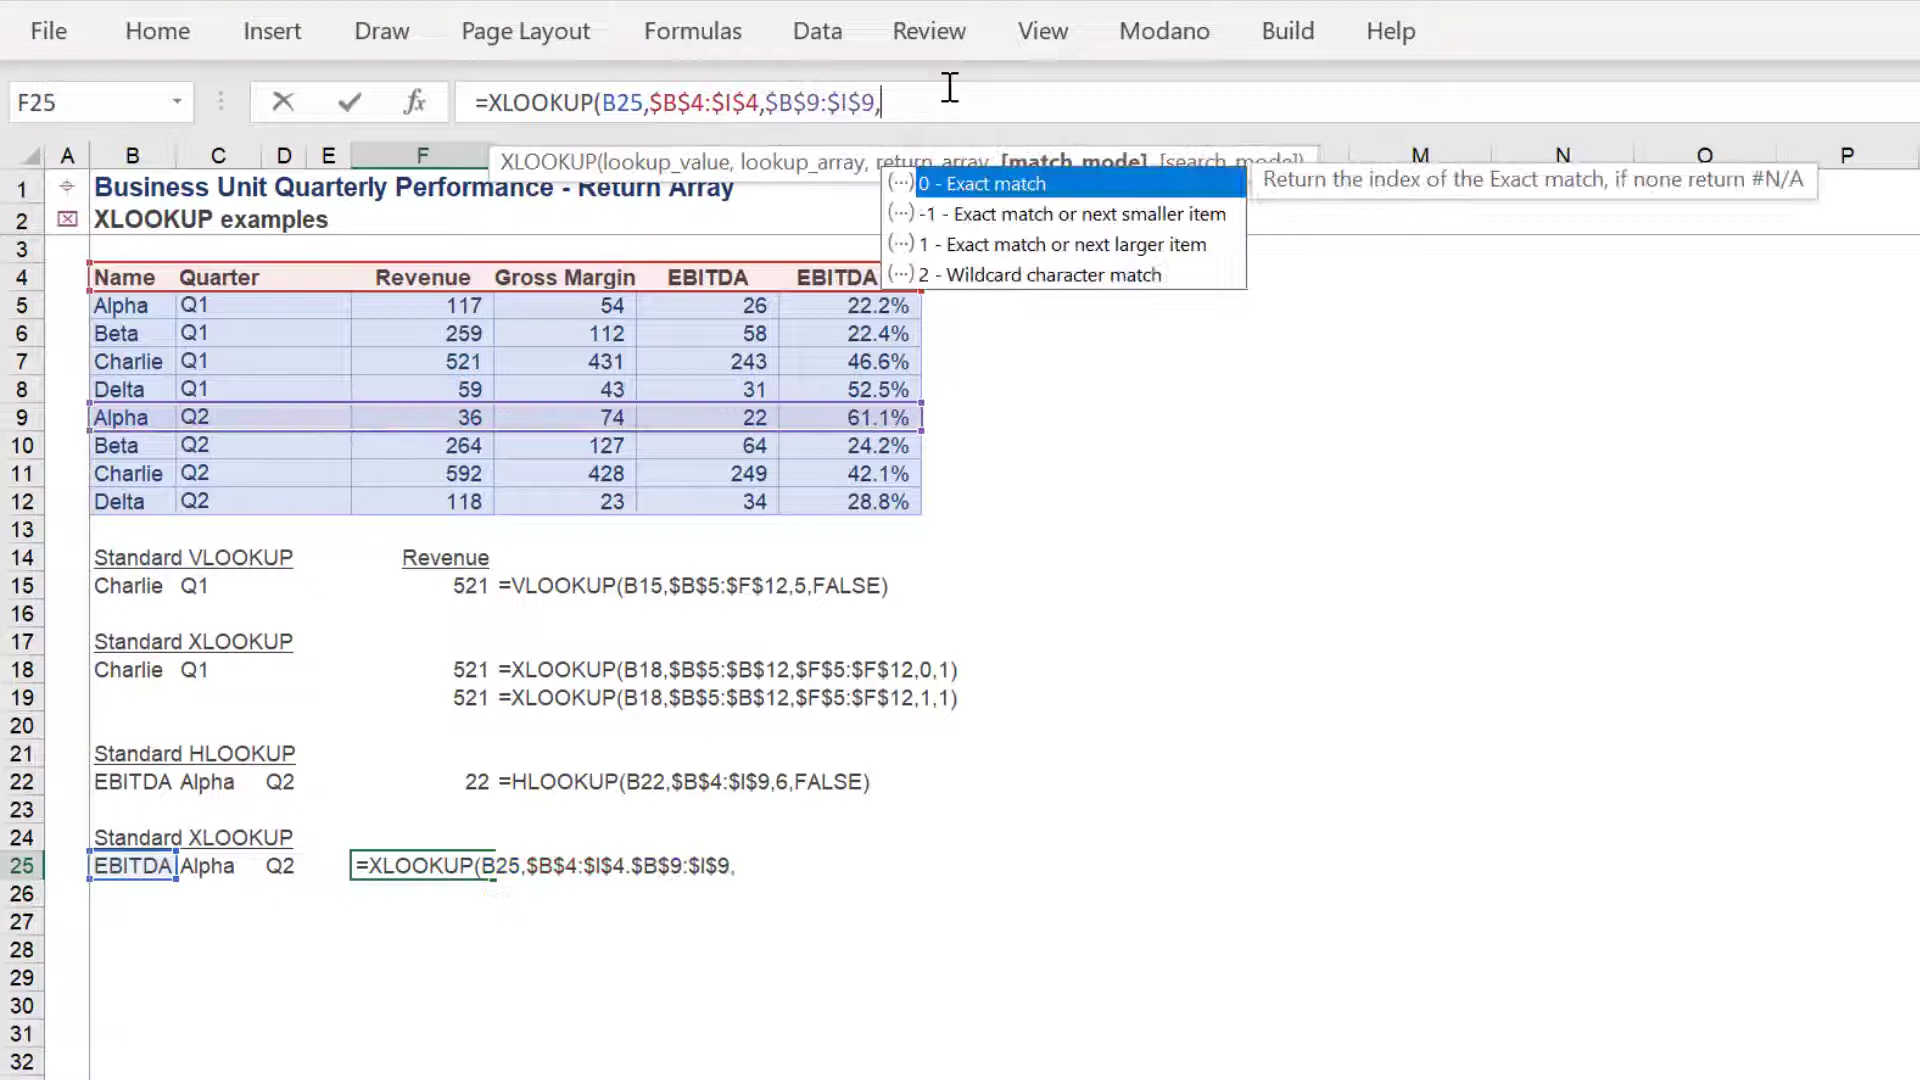 File Home Insert Draw Page Layout Formulas Data Review View Modano Build Help
F25 fx =XLOOKUP(B25,$B$4:$I$4,$B$9:$I$9,
A B C D E F M N O P
XLOOKUP(lookup_value, lookup_array, return_array, [match_mode], [search_mode])
0 - Exact match
Return the index of the Exact match, if none return #N/A
-1 - Exact match or next smaller item
1 - Exact match or next larger item
2 - Wildcard character match
1 Business Unit Quarterly Performance - Return Array
2 XLOOKUP examples
3
4 Name Quarter Revenue Gross Margin EBITDA EBITDA
5 Alpha Q1 117 54 26 22.2%
6 Beta Q1 259 112 58 22.4%
7 Charlie Q1 521 431 243 46.6%
8 Delta Q1 59 43 31 52.5%
9 Alpha Q2 36 74 22 61.1%
10 Beta Q2 264 127 64 24.2%
11 Charlie Q2 592 428 249 42.1%
12 Delta Q2 118 23 34 28.8%
13
14 Standard VLOOKUP Revenue
15 Charlie Q1 521 =VLOOKUP(B15,$B$5:$F$12,5,FALSE)
16
17 Standard XLOOKUP
18 Charlie Q1 521 =XLOOKUP(B18,$B$5:$B$12,$F$5:$F$12,0,1)
19 521 =XLOOKUP(B18,$B$5:$B$12,$F$5:$F$12,1,1)
20
21 Standard HLOOKUP
22 EBITDA Alpha Q2 22 =HLOOKUP(B22,$B$4:$I$9,6,FALSE)
23
24 Standard XLOOKUP
25 EBITDA Alpha Q2 =XLOOKUP(B25,$B$4:$I$4,$B$9:$I$9,
26
27
28
29
30
31
32